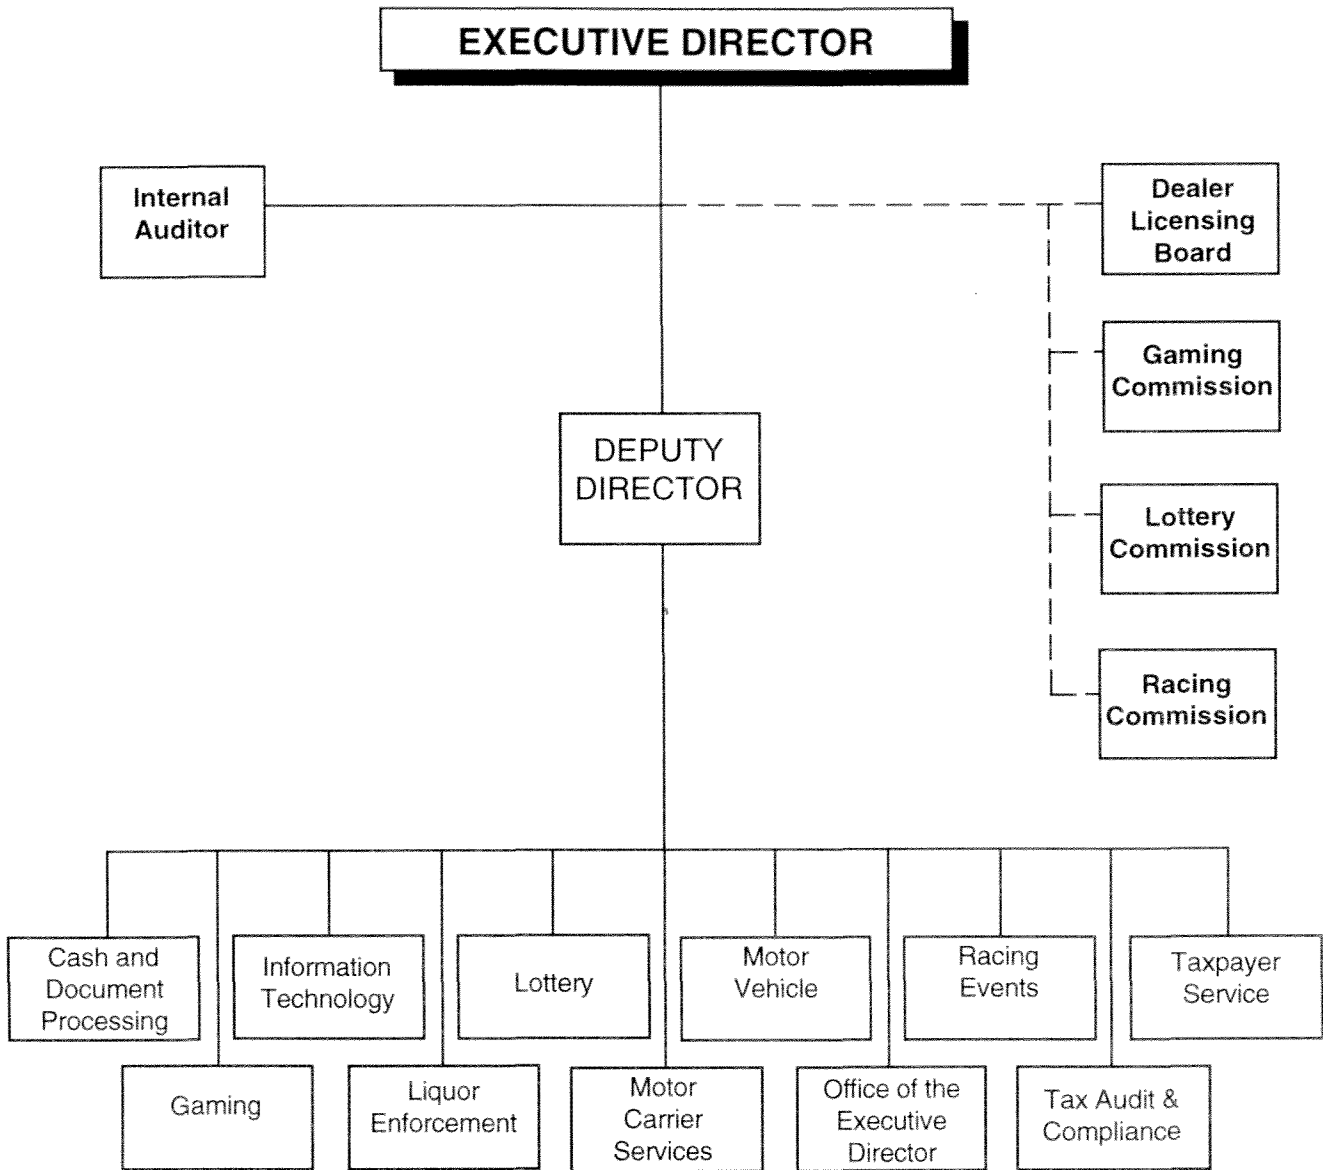 EXECUTIVE DIRECTOR
Internal
Auditor
Dealer
Licensing
Board
Gaming
Commission
DEPUTY
DIRECTOR
Lottery
Commission
Racing
Commission
Cash and
Document
Processing
Information
Technology
Lottery
Motor
Vehicle
Racing
Events
Taxpayer
Service
Gaming
Liquor
Enforcement
Motor
Carrier
Services
Office of the
Executive
Director
Tax Audit &
Compliance